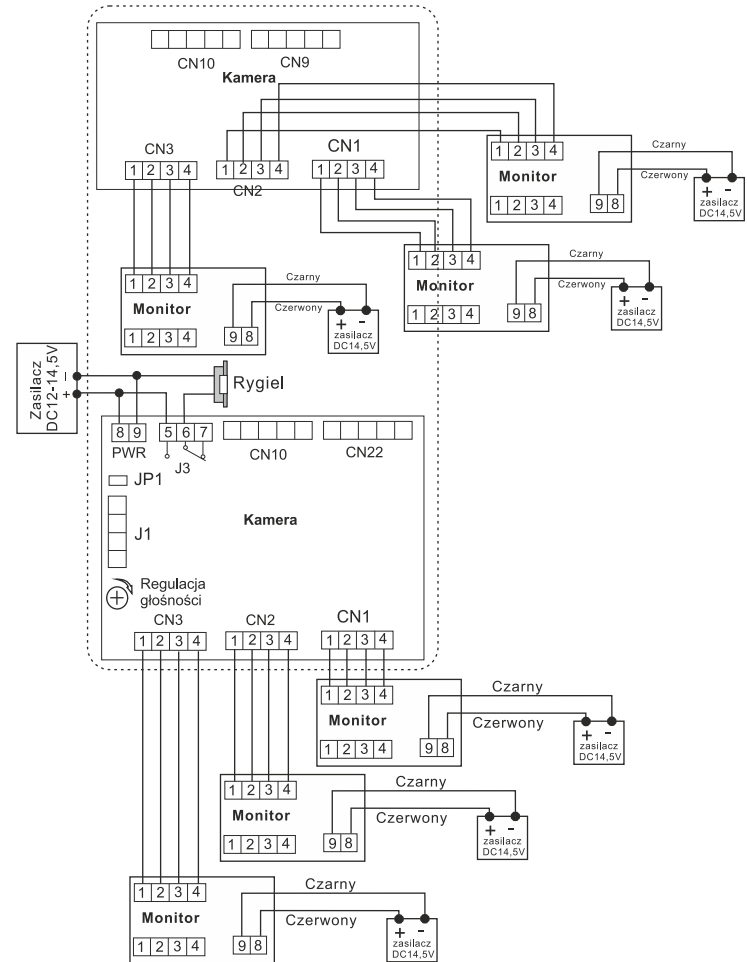 CN10
CN9
Kamera
CN3
CN2
CN1
1 2 3 4
1 2 3 4
1 2 3 4
1 2 3 4
Monitor
1 2 3 4
9 8
Czarny
Czerwony
+ -
zasilacz
DC14,5V
1 2 3 4
Monitor
1 2 3 4
9 8
Czarny
Czerwony
+ -
zasilacz
DC14,5V
1 2 3 4
Monitor
1 2 3 4
9 8
Czarny
Czerwony
+ -
zasilacz
DC14,5V
Zasilacz
DC12-14,5V
–
+
Rygiel
8 9
PWR
5 6 7
J3
CN10
CN22
JP1
J1
Kamera
Regulacja
głośności
CN3
CN2
CN1
1 2 3 4
1 2 3 4
1 2 3 4
1 2 3 4
Monitor
1 2 3 4
9 8
Czarny
Czerwony
+ -
zasilacz
DC14,5V
1 2 3 4
Monitor
1 2 3 4
9 8
Czarny
Czerwony
+ -
zasilacz
DC14,5V
1 2 3 4
Monitor
1 2 3 4
9 8
Czarny
Czerwony
+ -
zasilacz
DC14,5V